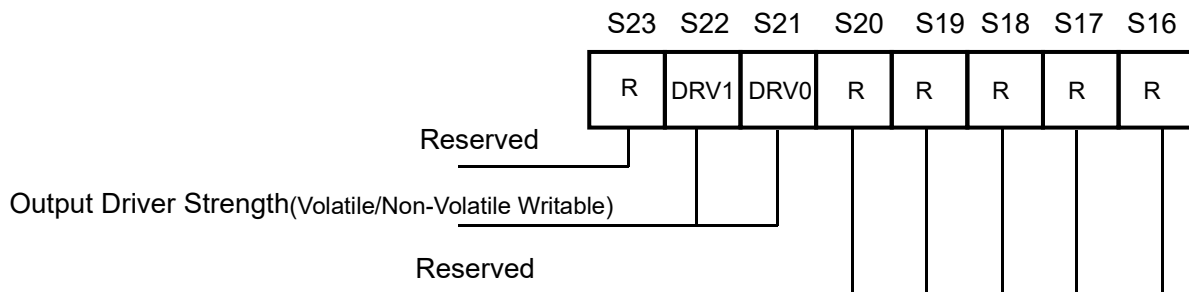 S23 S22 S21 S20 S19 S18 S17 S16
R DRV1 DRV0 R R R R R
Reserved
Output Driver Strength(Volatile/Non-Volatile Writable)
Reserved